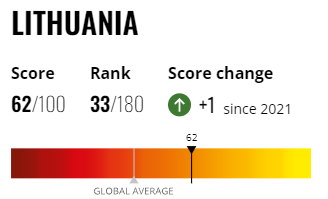 LITHUANIA
Score Rank Score change
62/100 33/180 +1 since 2021
62
GLOBAL AVERAGE